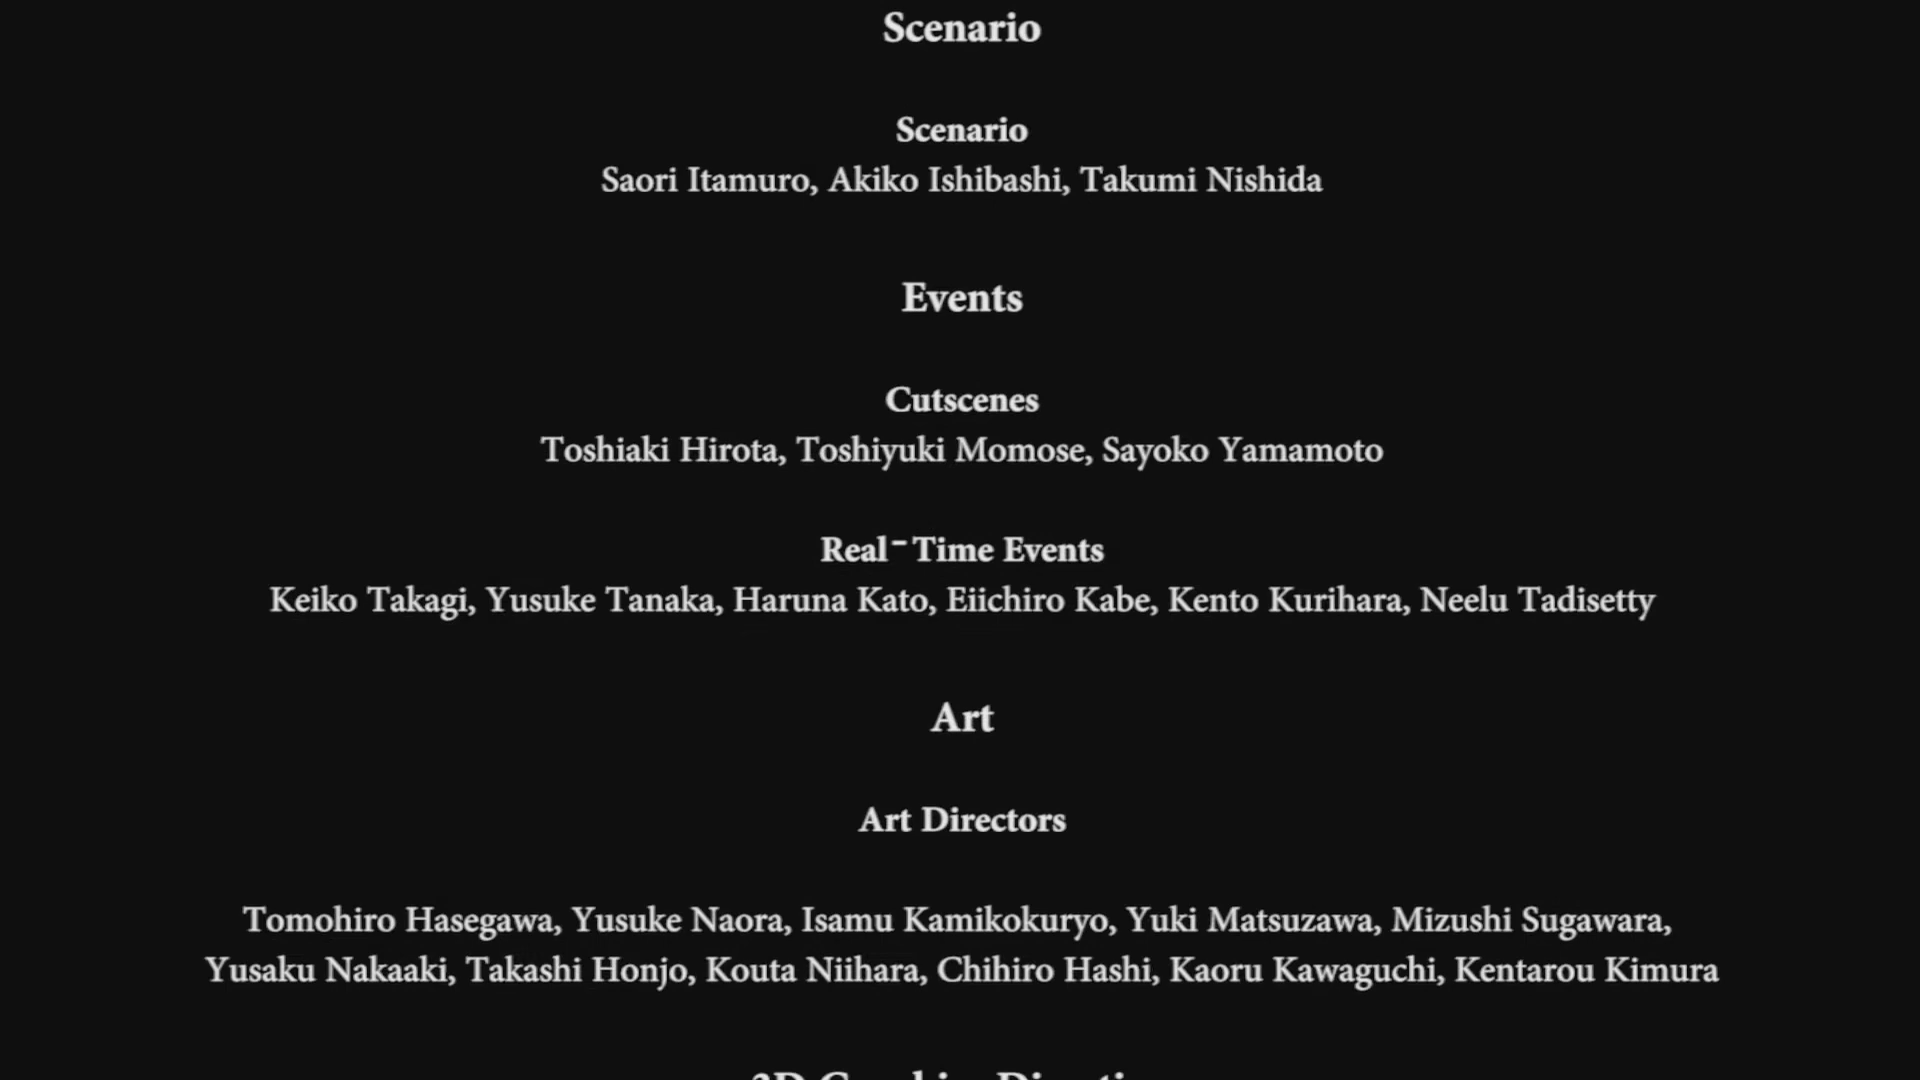 Scenario
Scenario
Saori Itamuro, Akiko Ishibashi, Takumi Nishida
Events
Cutscenes
Toshiaki Hirota, Toshiyuki Momose, Sayoko Yamamoto
Real-Time Events
Keiko Takagi, Yusuke Tanaka, Haruna Kato, Eiichiro Kabe, Kento Kurihara, Neelu Tadisetty
Art
Art Directors
Tomohiro Hasegawa, Yusuke Naora, Isamu Kamikokuryo, Yuki Matsuzawa, Mizushi Sugawara,
Yusaku Nakaaki, Takashi Honjo, Kouta Niihara, Chihiro Hashi, Kaoru Kawaguchi, Kentarou Kimura